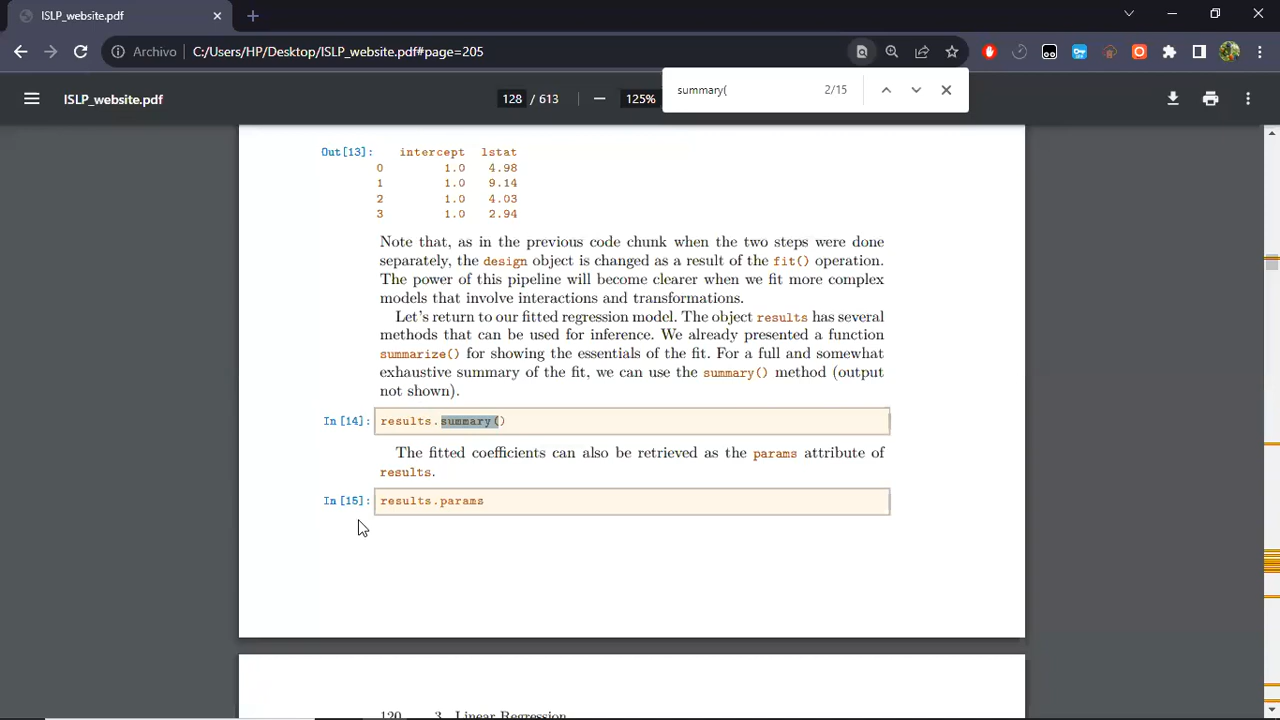 ISLP_website.pdf
Archivo C:/Users/HP/Desktop/ISLP_website.pdf#page=205
ISLP_website.pdf 128 / 613 125% summary( 2/15
Out[13]: intercept lstat
0 1.0 4.98
1 1.0 9.14
2 1.0 4.03
3 1.0 2.94
Note that, as in the previous code chunk when the two steps were done
separately, the design object is changed as a result of the fit() operation.
The power of this pipeline will become clearer when we fit more complex
models that involve interactions and transformations.
Let's return to our fitted regression model. The object results has several
methods that can be used for inference. We already presented a function
summarize() for showing the essentials of the fit. For a full and somewhat
exhaustive summary of the fit, we can use the summary() method (output
not shown).
In [14]: results.summary()
The fitted coefficients can also be retrieved as the params attribute of
results.
In [15]: results.params
120 3. Linear Regression